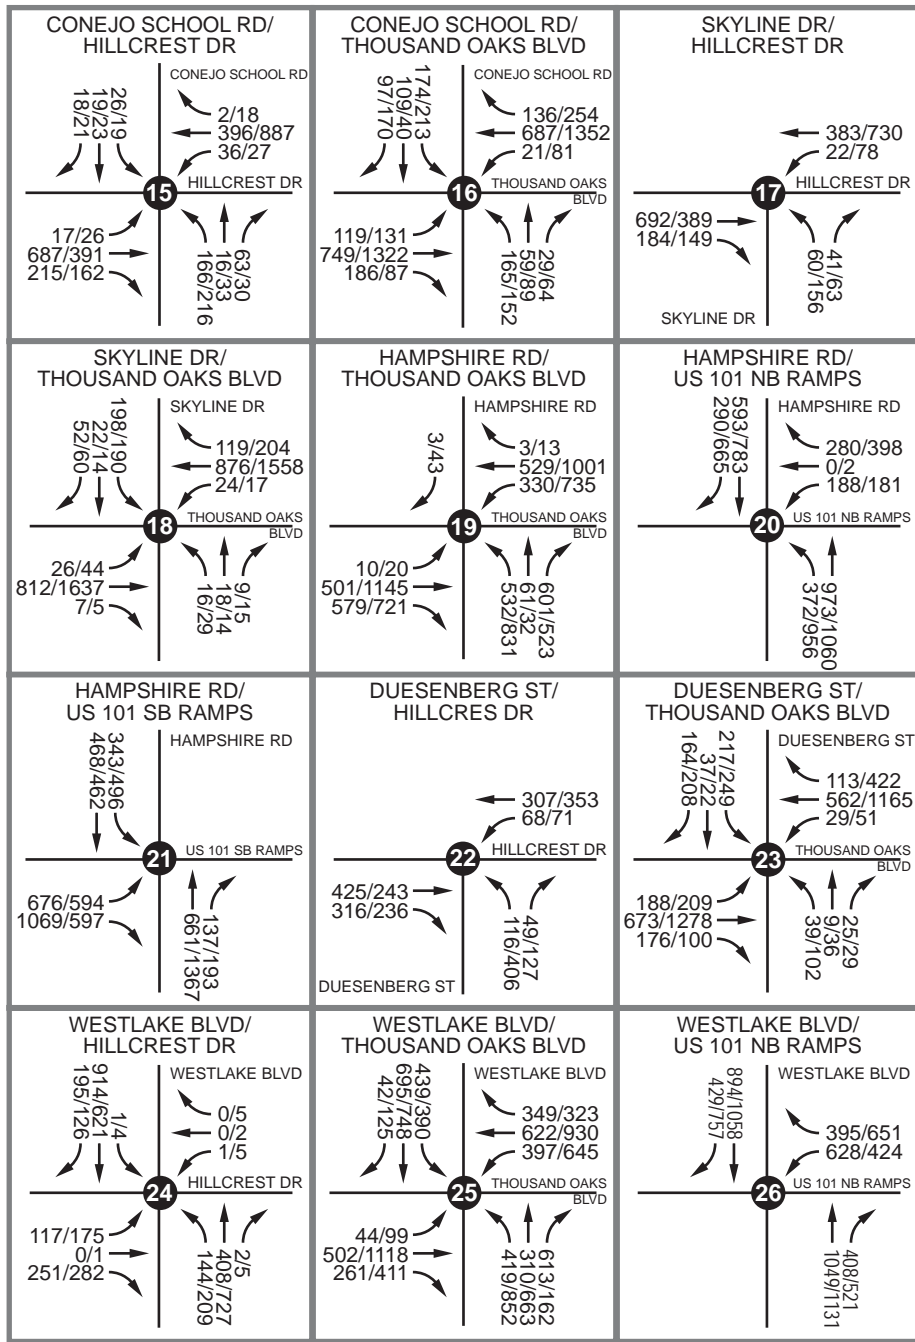 CONEJO SCHOOL RD/
HILLCREST DR
CONEJO SCHOOL RD
18/21
19/23
26/19
2/18
396/887
36/27
15
HILLCREST DR
17/26
687/391
215/162
166/216
16/33
63/30
CONEJO SCHOOL RD/
THOUSAND OAKS BLVD
CONEJO SCHOOL RD
97/170
109/40
174/213
136/254
687/1352
21/81
16
THOUSAND OAKS
BLVD
119/131
749/1322
186/87
165/152
59/89
29/64
SKYLINE DR/
HILLCREST DR
383/730
22/78
17
HILLCREST DR
692/389
184/149
60/156
41/63
SKYLINE DR
SKYLINE DR/
THOUSAND OAKS BLVD
SKYLINE DR
52/60
22/14
198/190
119/204
876/1558
24/17
18
THOUSAND OAKS
BLVD
26/44
812/1637
7/5
16/29
18/14
9/15
HAMPSHIRE RD/
THOUSAND OAKS BLVD
HAMPSHIRE RD
3/43
3/13
529/1001
330/735
19
THOUSAND OAKS
BLVD
10/20
501/1145
579/721
532/831
61/32
601/523
HAMPSHIRE RD/
US 101 NB RAMPS
HAMPSHIRE RD
290/665
593/783
280/398
0/2
188/181
20
US 101 NB RAMPS
372/956
973/1060
HAMPSHIRE RD/
US 101 SB RAMPS
HAMPSHIRE RD
468/462
343/496
21
US 101 SB RAMPS
676/594
1069/597
661/1367
137/193
DUESENBERG ST/
HILLCRES DR
307/353
68/71
22
HILLCREST DR
425/243
316/236
116/406
49/127
DUESENBERG ST
DUESENBERG ST/
THOUSAND OAKS BLVD
DUESENBERG ST
164/208
37/22
217/249
113/422
562/1165
29/51
23
THOUSAND OAKS
BLVD
188/209
673/1278
176/100
39/102
9/36
25/29
WESTLAKE BLVD/
HILLCREST DR
WESTLAKE BLVD
195/126
914/621
1/4
0/5
0/2
1/5
24
HILLCREST DR
117/175
0/1
251/282
144/209
408/727
2/5
WESTLAKE BLVD/
THOUSAND OAKS BLVD
WESTLAKE BLVD
42/125
695/748
439/390
349/323
622/930
397/645
25
THOUSAND OAKS
BLVD
44/99
502/1118
261/411
419/852
310/663
613/162
WESTLAKE BLVD/
US 101 NB RAMPS
WESTLAKE BLVD
429/757
894/1058
395/651
628/424
26
US 101 NB RAMPS
1049/1131
408/521